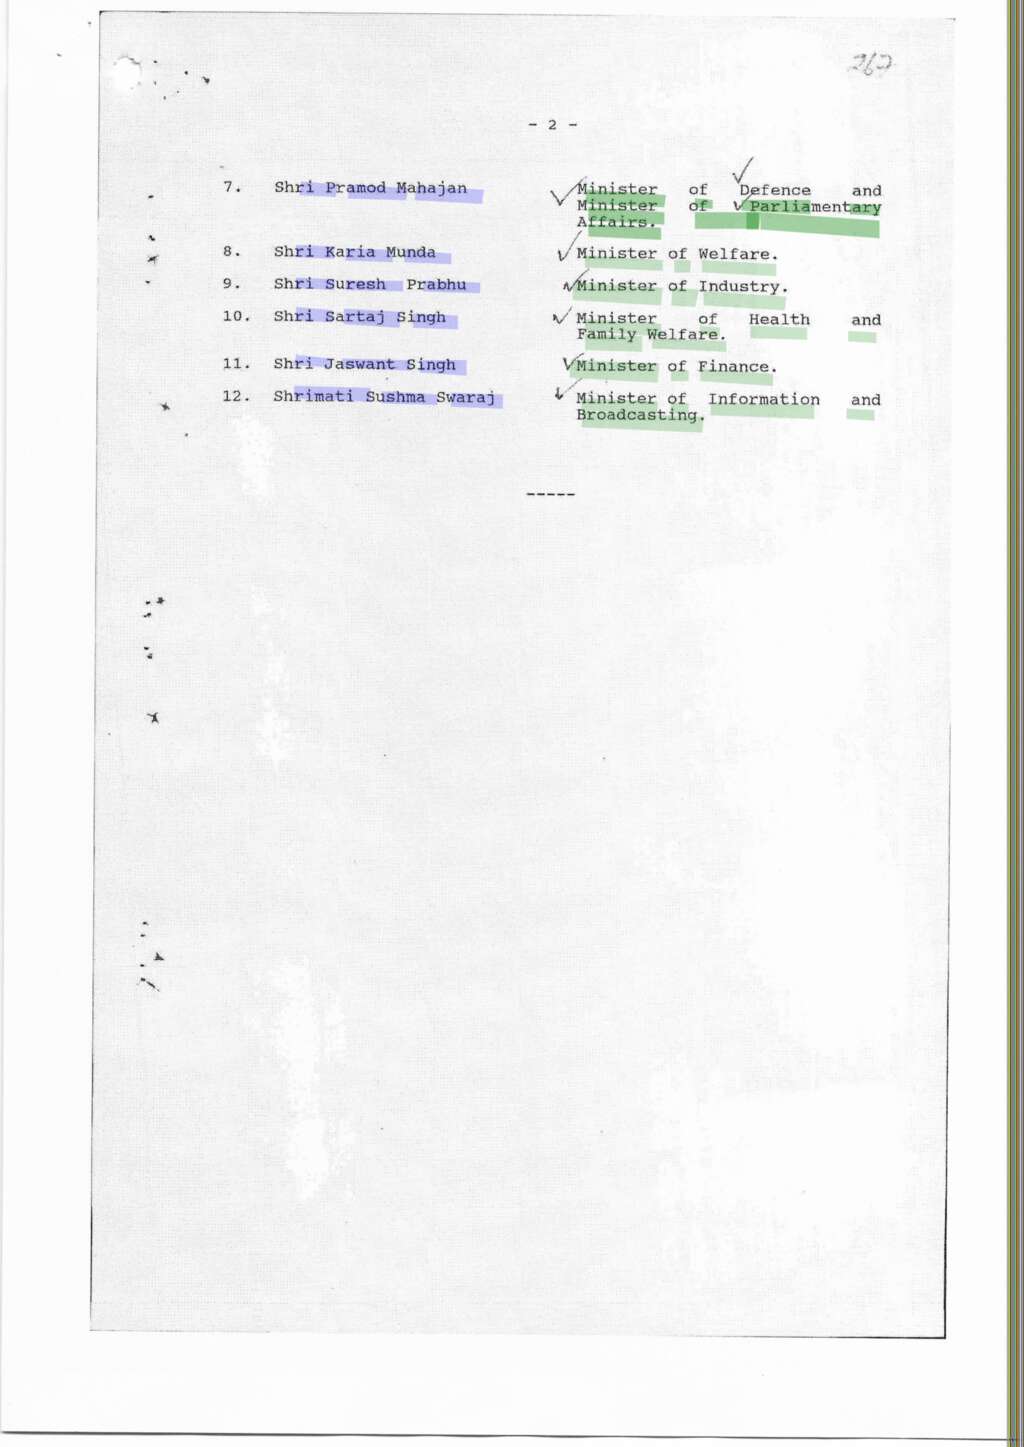 262
- 2 -
7. Shri Pramod Mahajan Minister of Defence and
Minister of Parliamentary
Affairs.
8. Shri Karia Munda Minister of Welfare.
9. Shri Suresh Prabhu Minister of Industry.
10. Shri Sartaj Singh Minister of Health and
Family Welfare.
11. Shri Jaswant Singh Minister of Finance.
12. Shrimati Sushma Swaraj Minister of Information and
Broadcasting.
-----